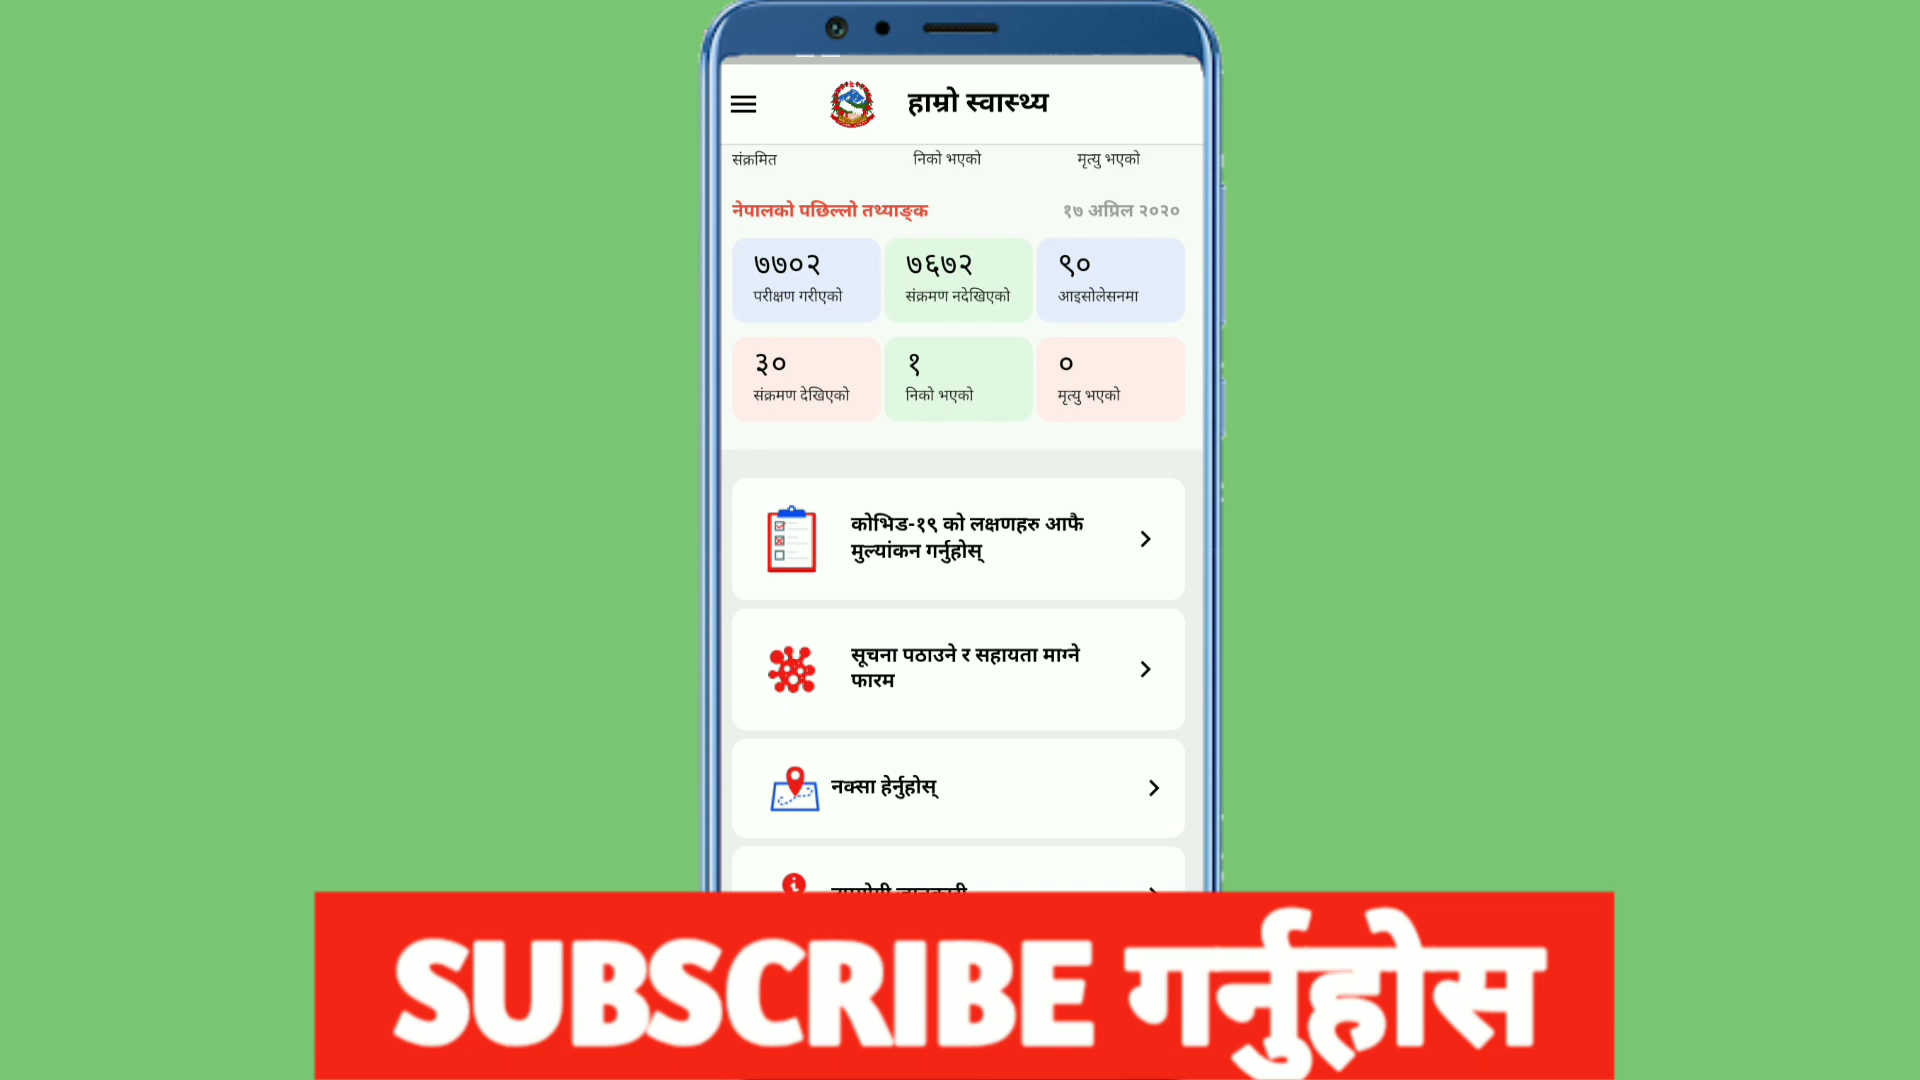 हाम्रो स्वास्थ्य
संक्रमित निको भएको मृत्यु भएको
नेपालको पछिल्लो तथ्याङ्क १७ अप्रिल २०२०
७७०२ ७६७२ ९०
परीक्षण गरीएको संक्रमण नदेखिएको आइसोलेसनमा
३० १ ०
संक्रमण देखिएको निको भएको मृत्यु भएको
कोभिड-१९ को लक्षणहरु आफै
मुल्यांकन गर्नुहोस्
सूचना पठाउने र सहायता माग्ने
फारम
नक्सा हेर्नुहोस्
SUBSCRIBE गर्नुहोस